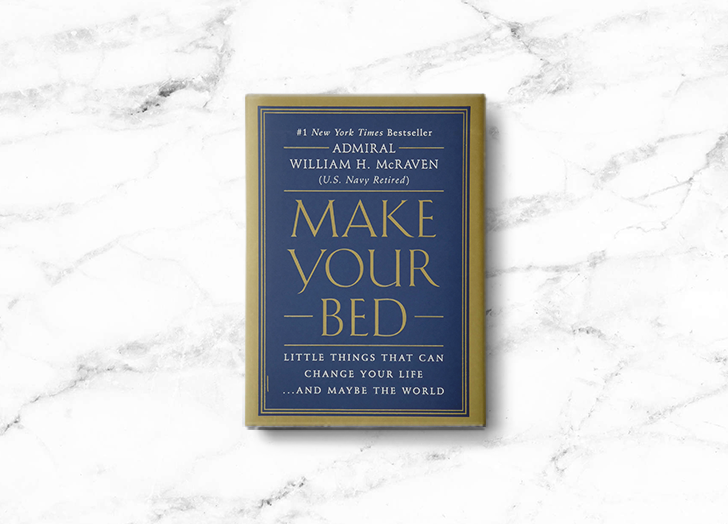 #1 New York Times Bestseller
ADMIRAL
WILLIAM H. McRAVEN
(U.S. Navy Retired)
MAKE
YOUR
BED
LITTLE THINGS THAT CAN
CHANGE YOUR LIFE
...AND MAYBE THE WORLD